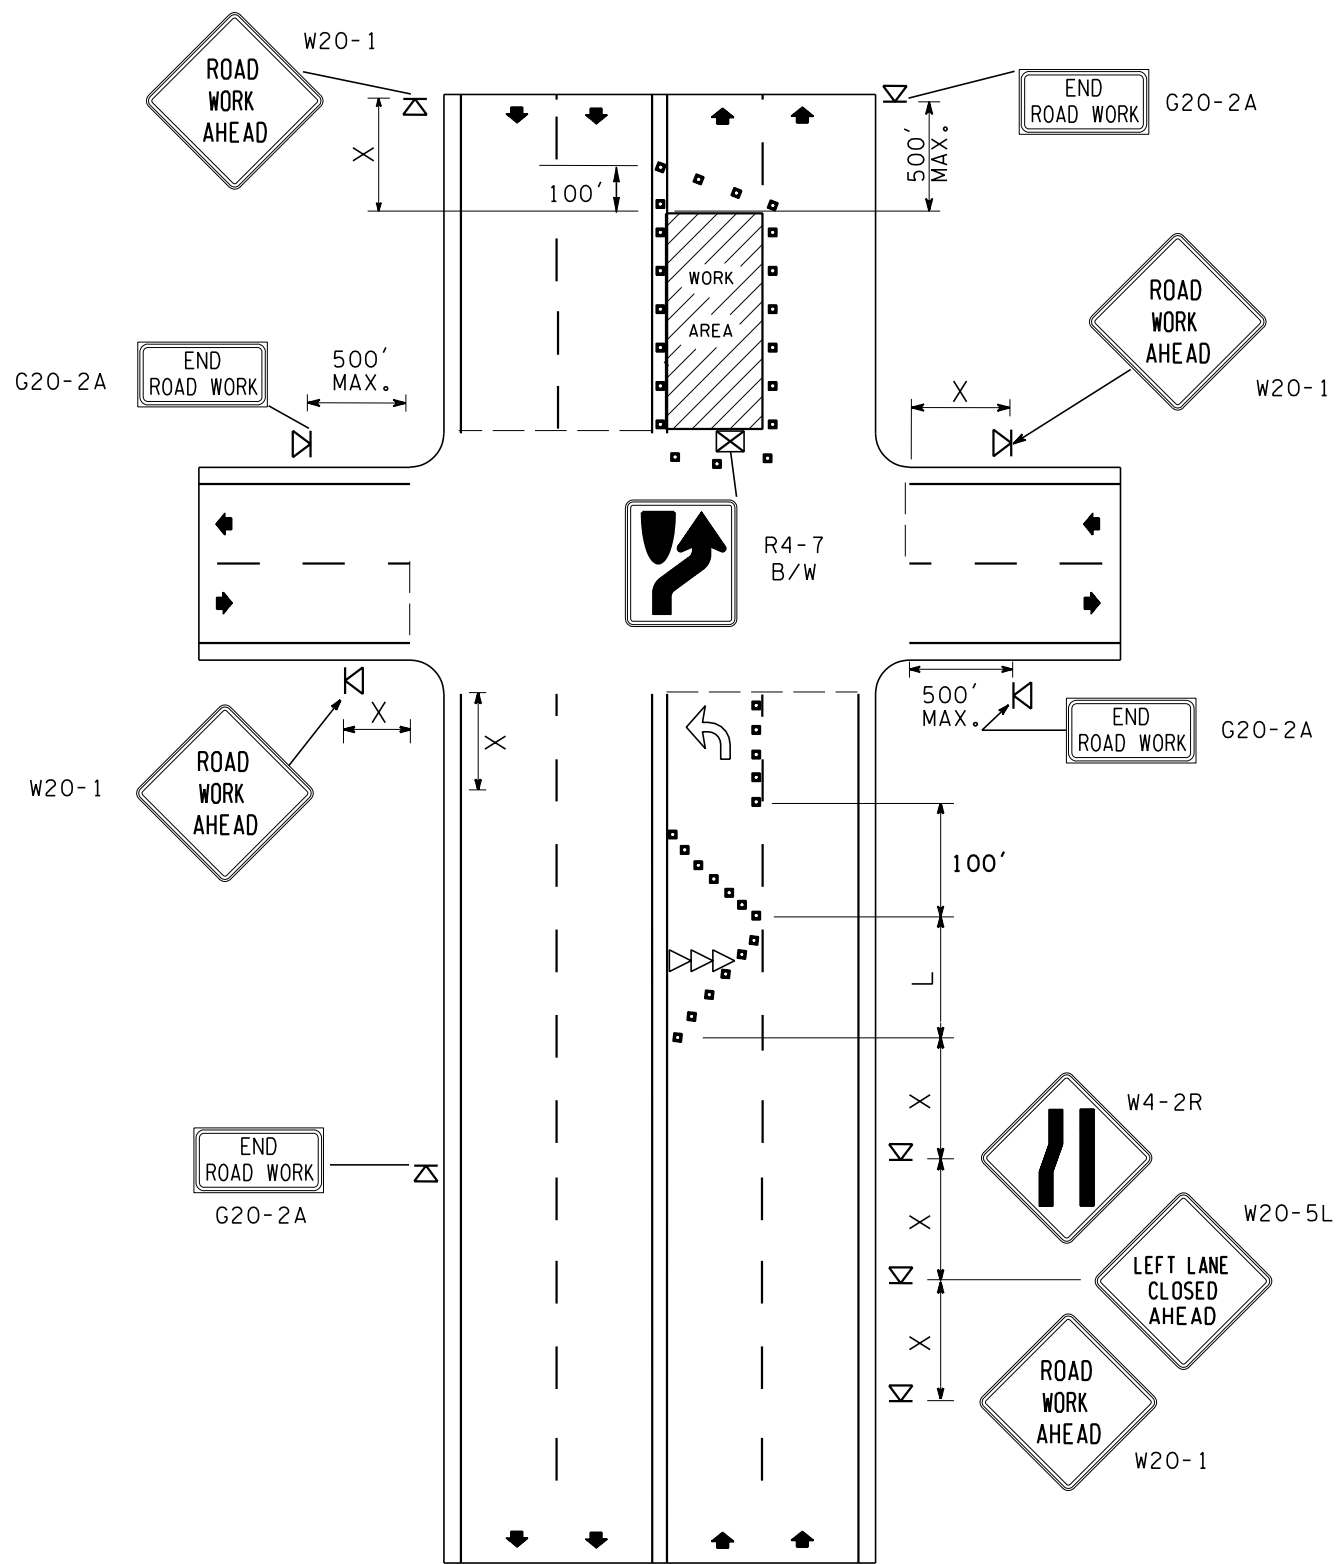 W20-1
ROAD
WORK
AHEAD
END
ROAD WORK
G20-2A
X
500'
MAX.
100'
WORK
AREA
ROAD
WORK
AHEAD
W20-1
END
ROAD WORK
G20-2A
500'
MAX.
X
R4-7
B/W
X
X
500'
MAX.
END
ROAD WORK
G20-2A
W20-1
ROAD
WORK
AHEAD
100'
L
X
W4-2R
END
ROAD WORK
G20-2A
X
W20-5L
LEFT LANE
CLOSED
AHEAD
X
ROAD
WORK
AHEAD
W20-1